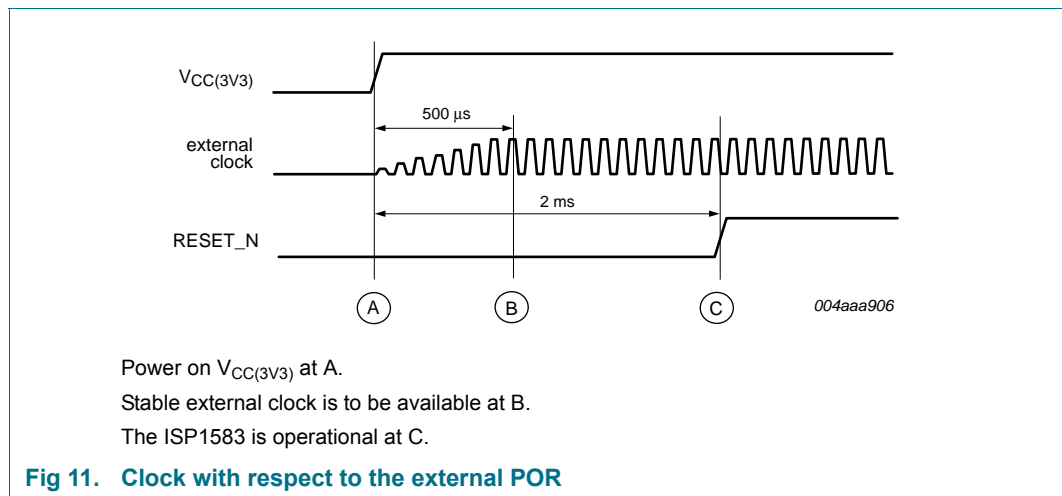 VCC(3V3)
500 μs
external
clock
2 ms
RESET_N
A B C 004aaa906
Power on VCC(3V3) at A.
Stable external clock is to be available at B.
The ISP1583 is operational at C.
Fig 11. Clock with respect to the external POR